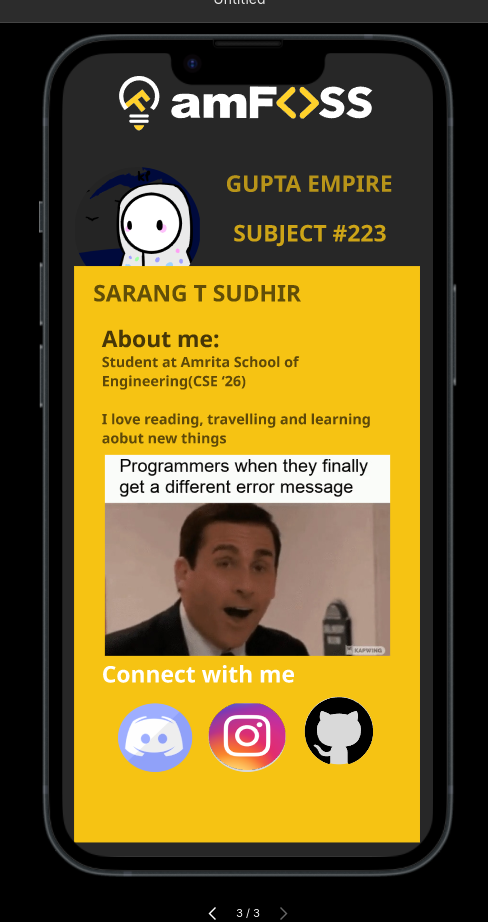 Untitled
amF<>SS
GUPTA EMPIRE
SUBJECT #223
SARANG T SUDHIR
About me:
Student at Amrita School of
Engineering(CSE ’26)
I love reading, travelling and learning
aobut new things
Programmers when they finally
get a different error message
KAPWING
Connect with me
3 / 3